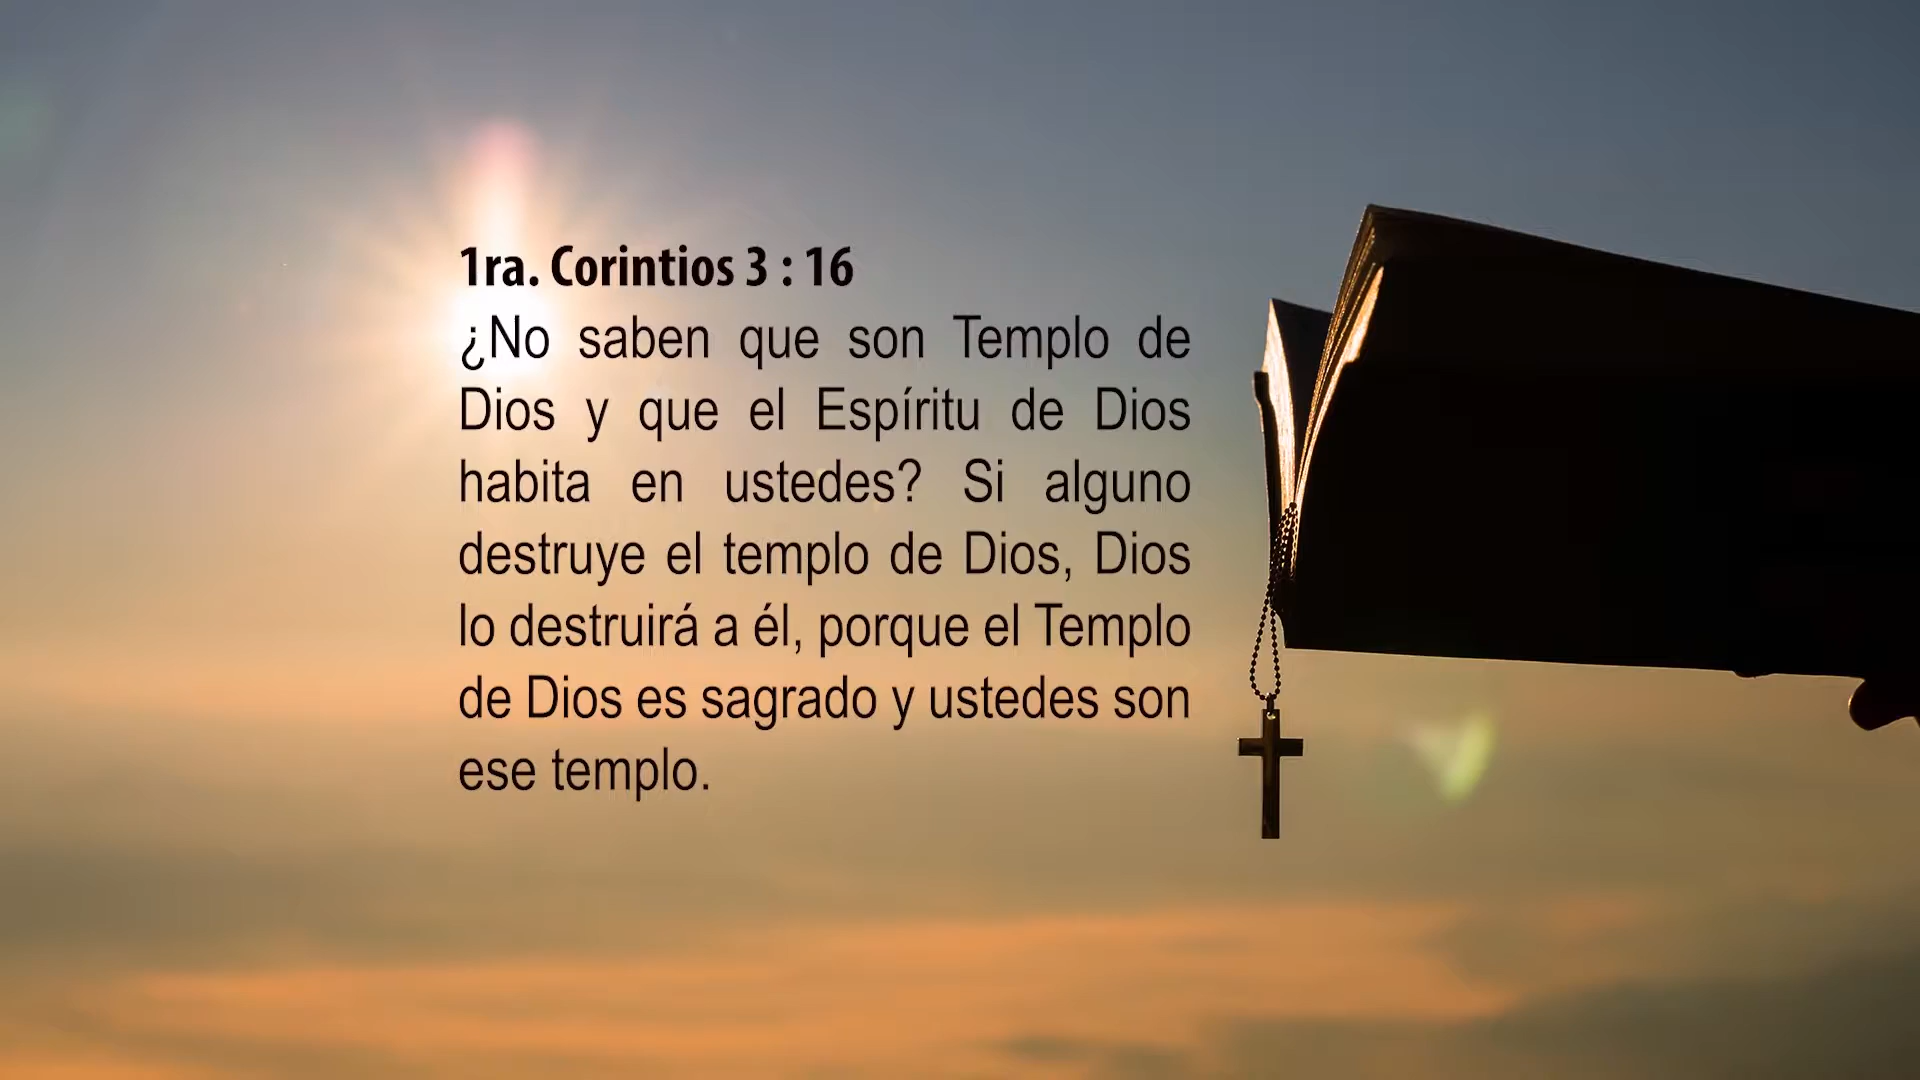 1ra. Corintios 3 : 16
¿No saben que son Templo de
Dios y que el Espíritu de Dios
habita en ustedes? Si alguno
destruye el templo de Dios, Dios
lo destruirá a él, porque el Templo
de Dios es sagrado y ustedes son
ese templo.